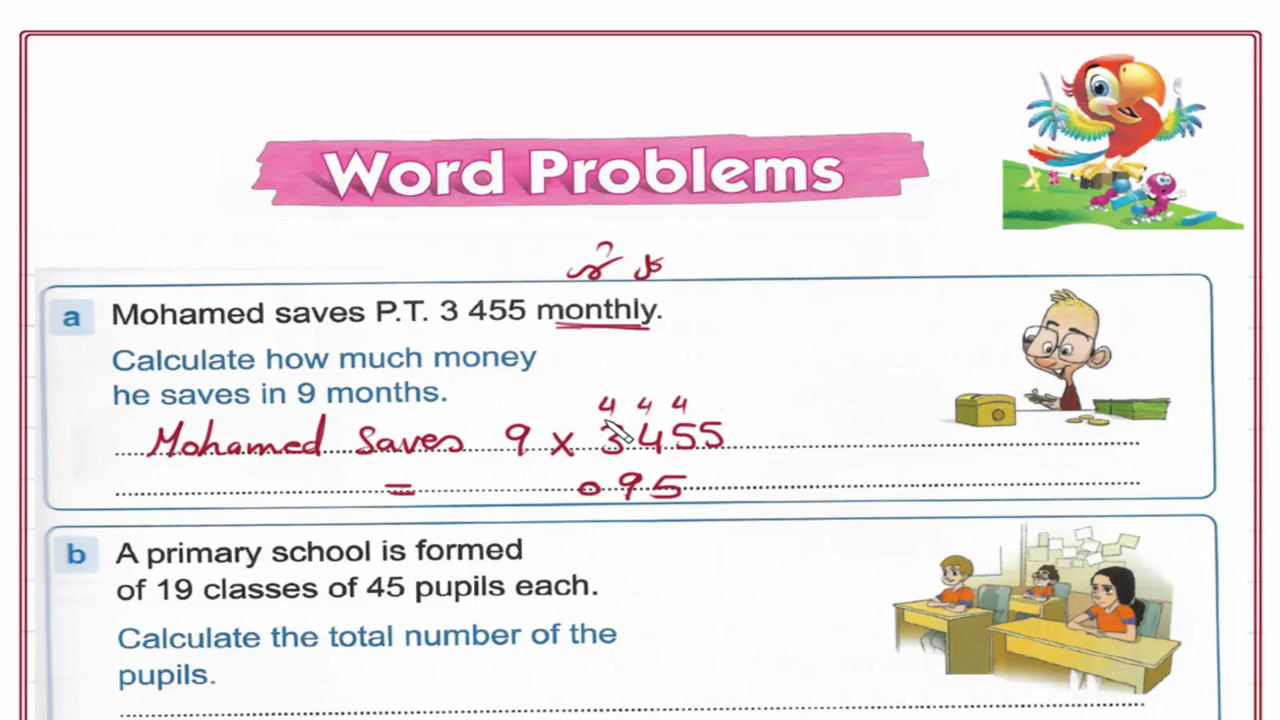 Word Problems
كل شهر
a Mohamed saves P.T. 3 455 monthly.
Calculate how much money
he saves in 9 months.
4 4 4
Mohamed saves 9 x 3455
= 095
b A primary school is formed
of 19 classes of 45 pupils each.
Calculate the total number of the
pupils.